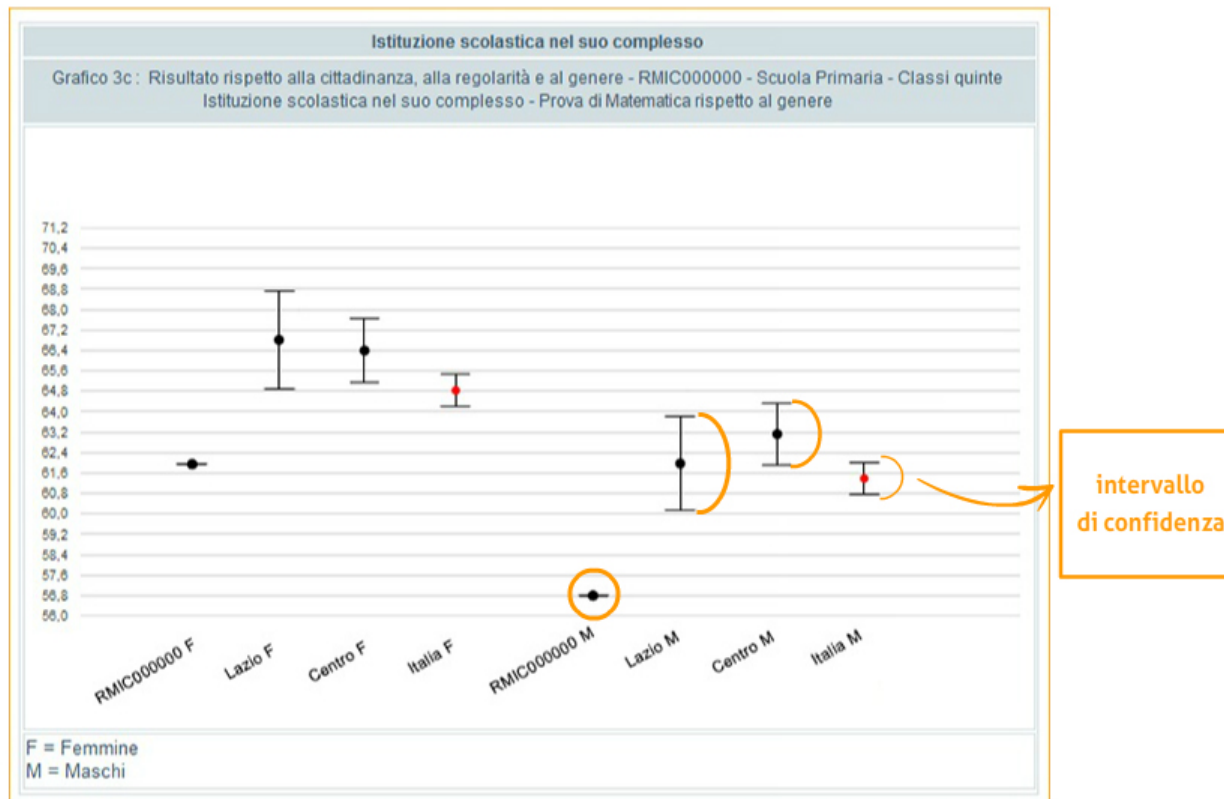 Istituzione scolastica nel suo complesso
Grafico 3c : Risultato rispetto alla cittadinanza, alla regolarità e al genere - RMIC000000 - Scuola Primaria - Classi quinte
Istituzione scolastica nel suo complesso - Prova di Matematica rispetto al genere
71,2
70,4
69,6
68,8
68,0
67,2
66,4
65,6
64,8
64,0
63,2
62,4
61,6
60,8
60,0
59,2
58,4
57,6
56,8
56,0
RMIC000000 F
Lazio F
Centro F
Italia F
RMIC000000 M
Lazio M
Centro M
Italia M
intervallo
di confidenza
F = Femmine
M = Maschi